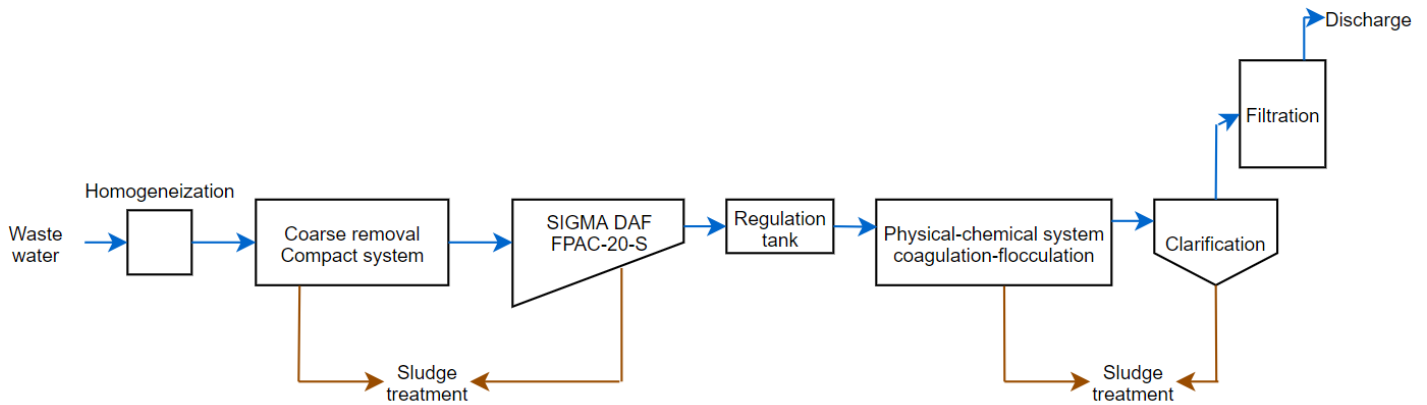 Waste
water
Homogeneization
Coarse removal
Compact system
SIGMA DAF
FPAC-20-S
Regulation
tank
Physical-chemical system
coagulation-flocculation
Clarification
Filtration
Discharge
Sludge
treatment
Sludge
treatment